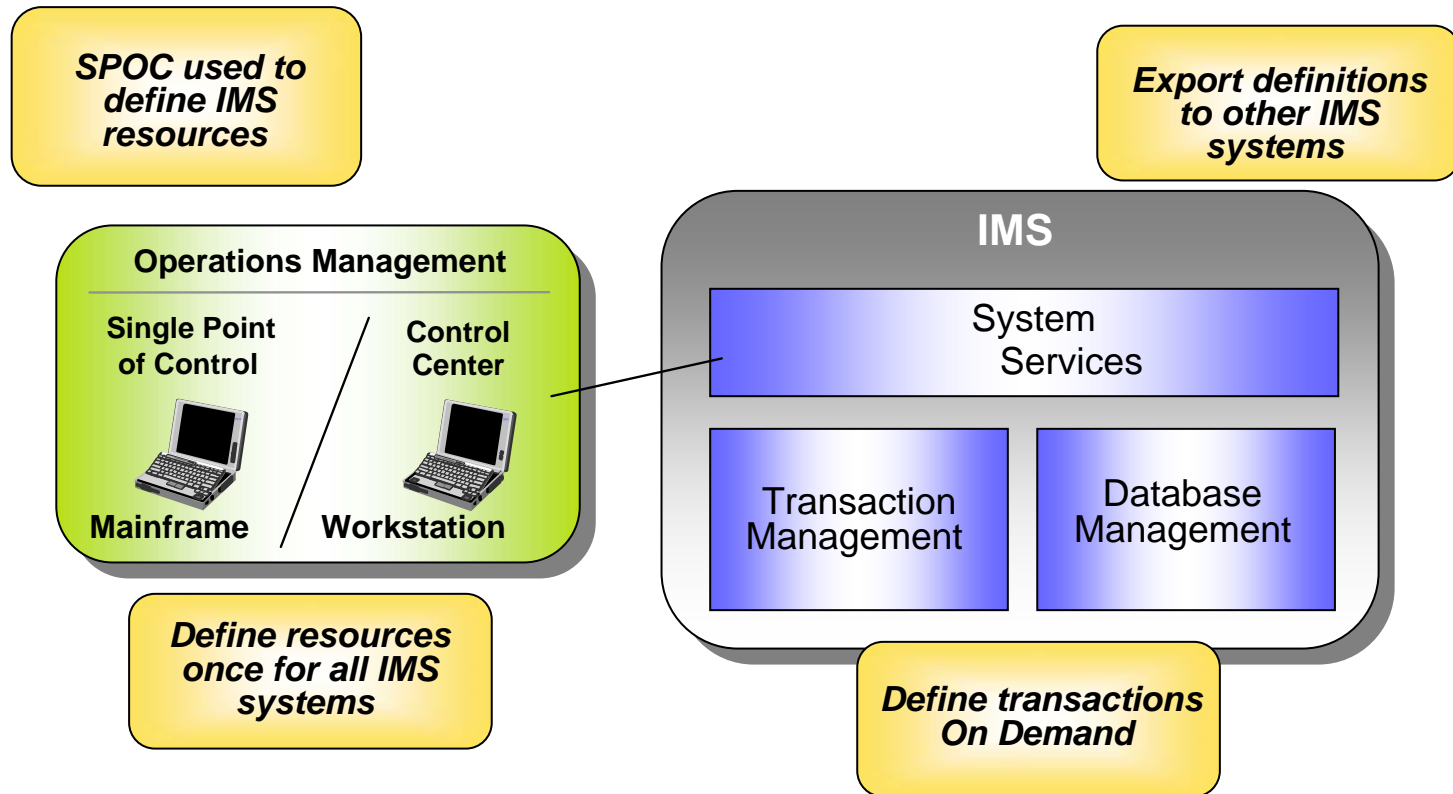 SPOC used to
define IMS
resources
Export definitions
to other IMS
systems
Operations Management
Single Point
of Control
Control
Center
Mainframe
Workstation
IMS
System
Services
Transaction
Management
Database
Management
Define resources
once for all IMS
systems
Define transactions
On Demand